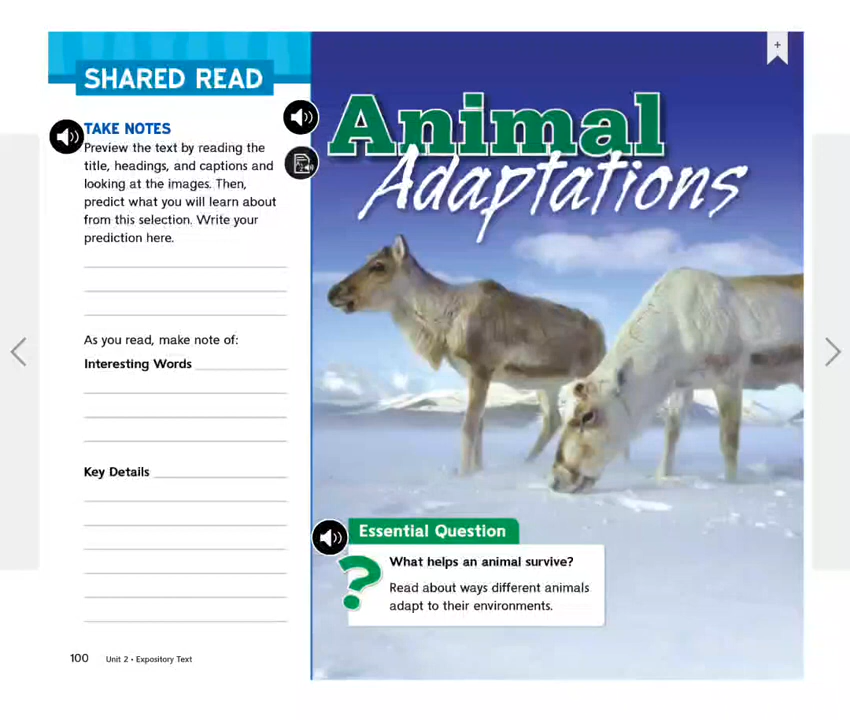 SHARED READ
TAKE NOTES
Preview the text by reading the
title, headings, and captions and
looking at the images. Then,
predict what you will learn about
from this selection. Write your
prediction here.
As you read, make note of:
Interesting Words
Key Details
100 Unit 2 • Expository Text
Animal
Adaptations
Essential Question
?
What helps an animal survive?
Read about ways different animals
adapt to their environments.